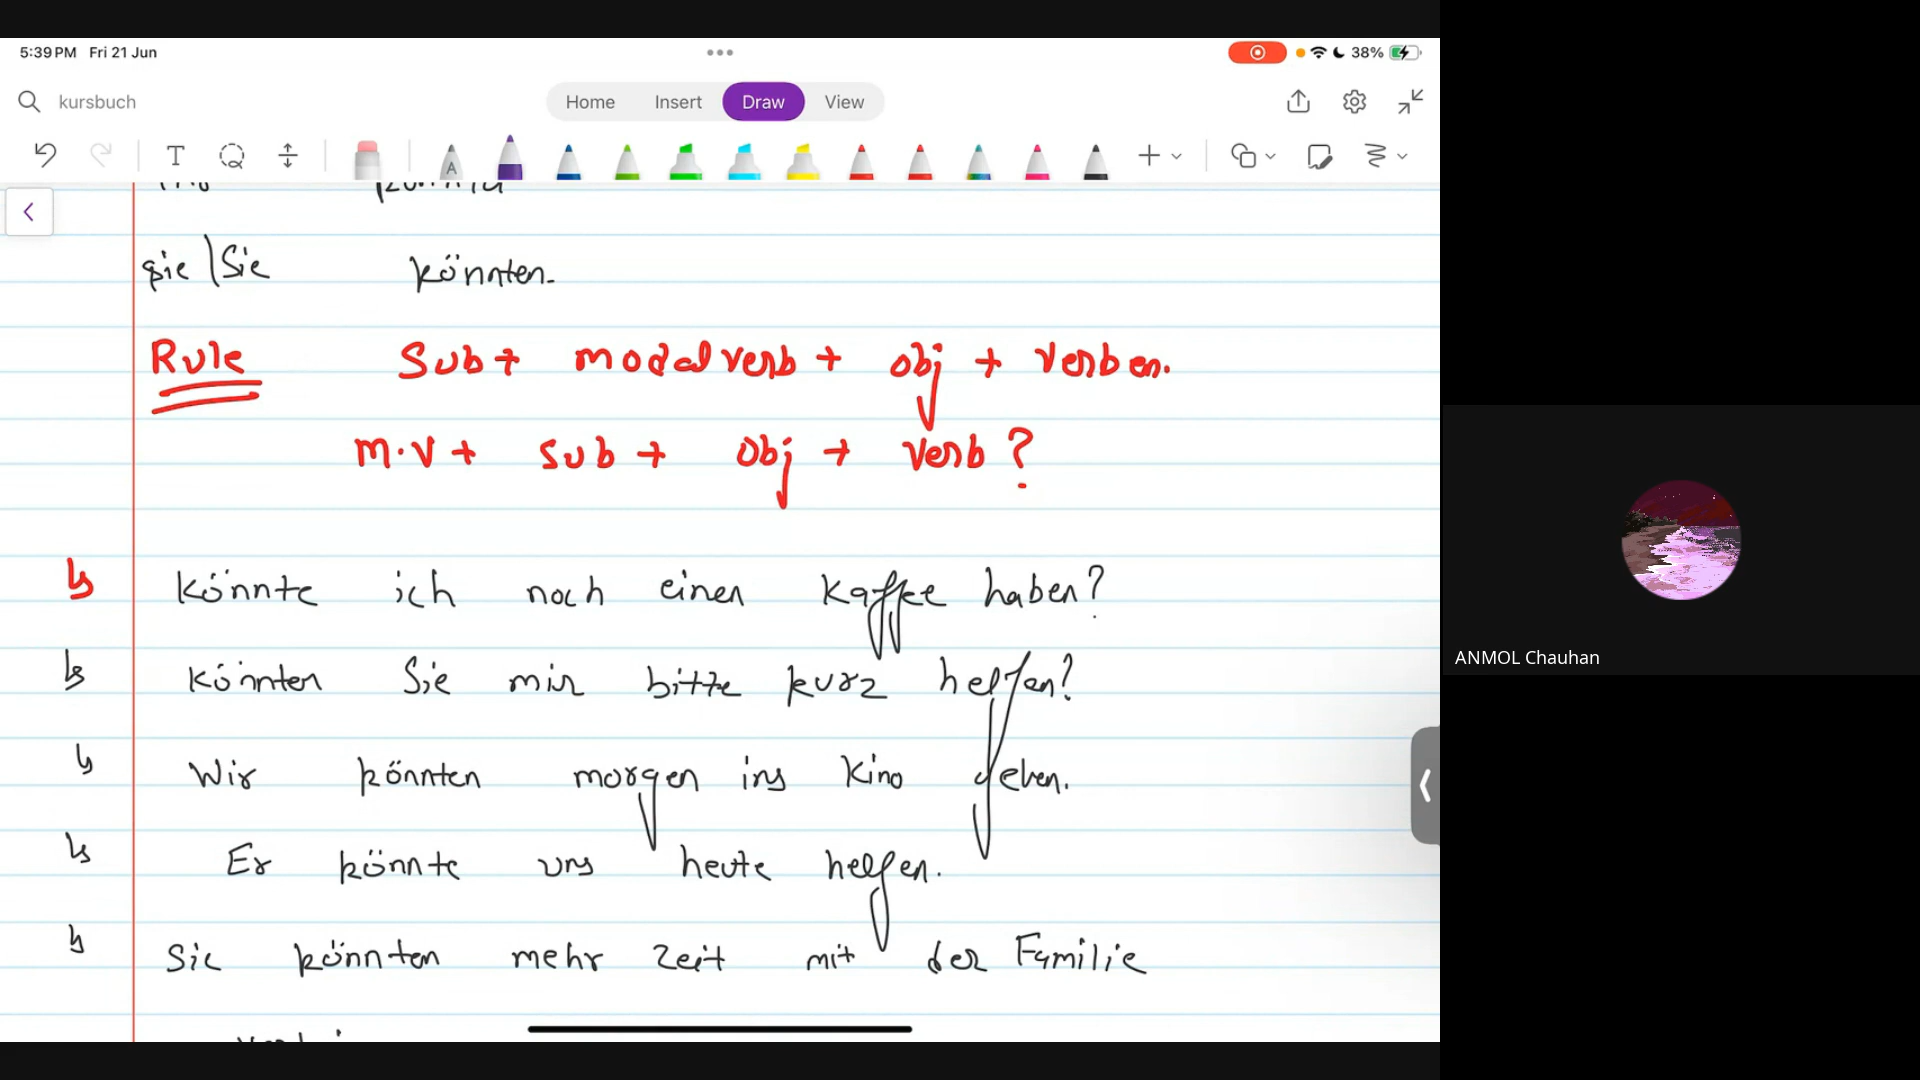 5:39 PM Fri 21 Jun
38%
kursbuch
Home Insert Draw View
sie | Sie könnten.
Rule Sub + modal verb + obj + verben.
m.v + sub + obj + verb ?
Könnte ich noch einen Kaffee haben?
Könnten Sie mir bitte kurz helfen?
Wir könnten morgen ins Kino gehen.
Er könnte uns heute helfen.
Sie könnten mehr Zeit mit der Familie
ANMOL Chauhan